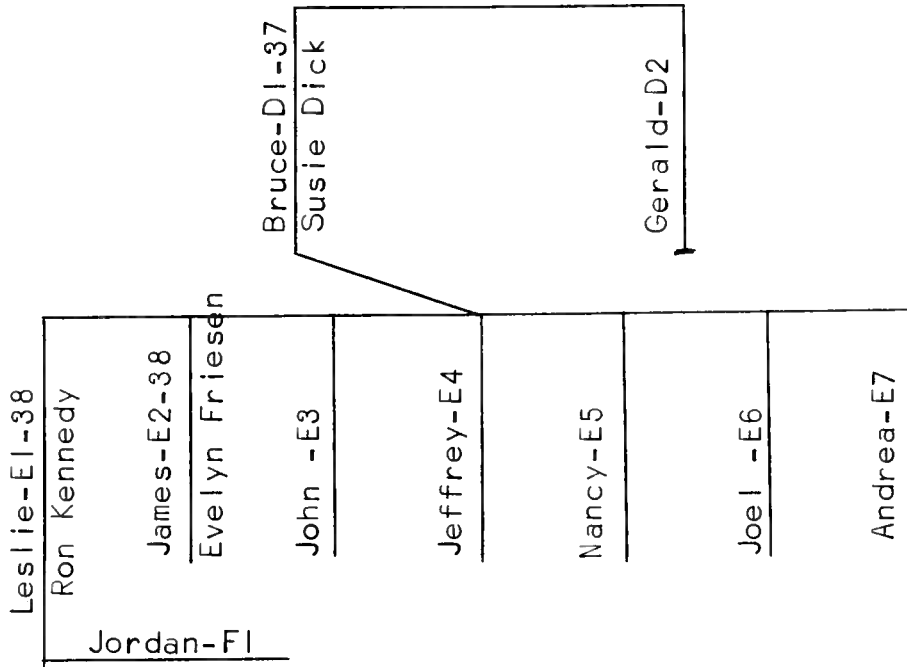 Bruce-D1-37
Susie Dick
Gerald-D2
Leslie-E1-38
Ron Kennedy
James-E2-38
Evelyn Friesen
John -E3
Jeffrey-E4
Nancy-E5
Joel -E6
Andrea-E7
Jordan-F1